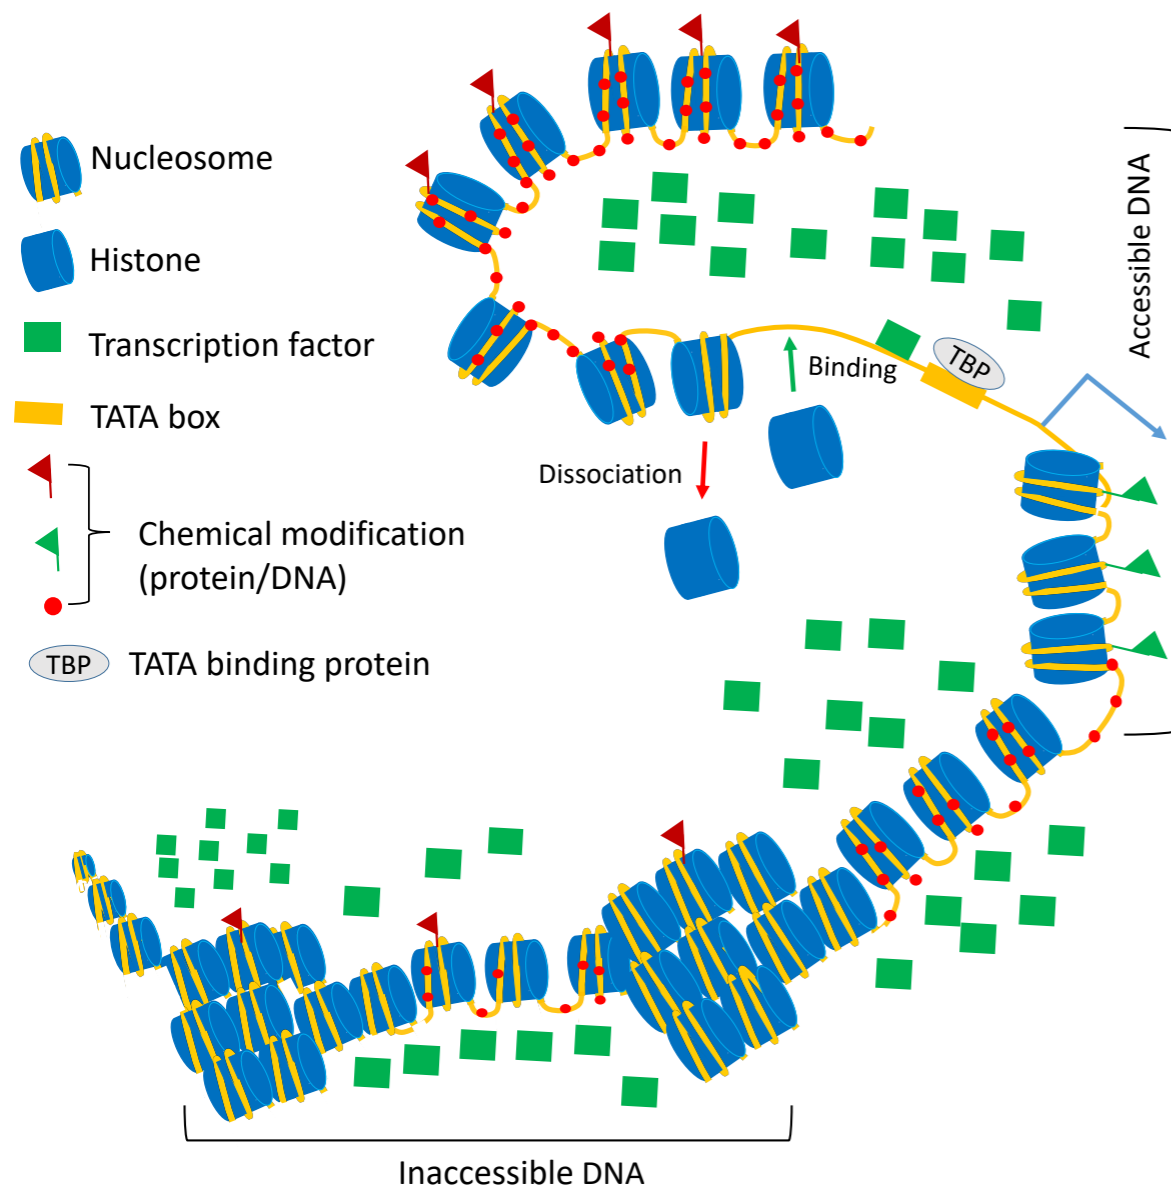 Nucleosome
Histone
Transcription factor
TATA box
Chemical modification
(protein/DNA)
TBP
TATA binding protein
Accessible DNA
Binding
TBP
Dissociation
Inaccessible DNA